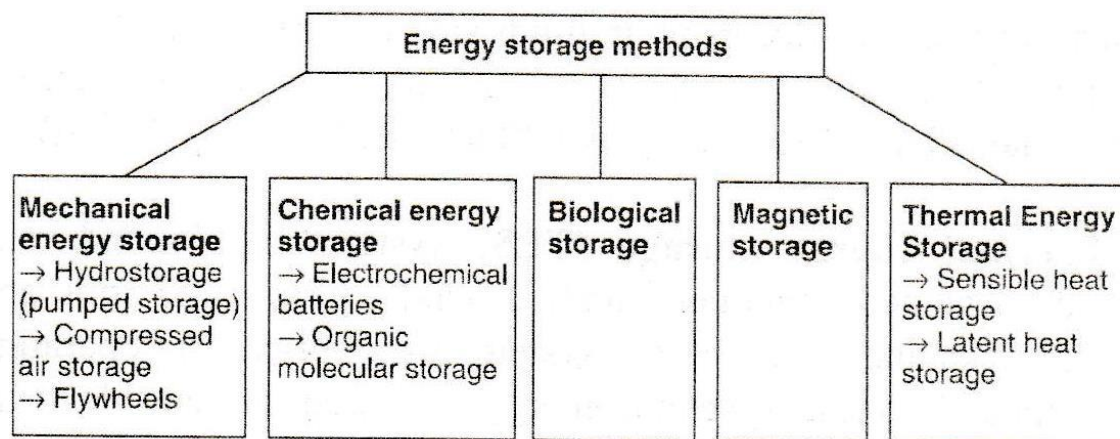 Energy storage methods
Mechanical
energy storage
→ Hydrostorage
(pumped storage)
→ Compressed
air storage
→ Flywheels
Chemical energy
storage
→ Electrochemical
batteries
→ Organic
molecular storage
Biological
storage
Magnetic
storage
Thermal Energy
Storage
→ Sensible heat
storage
→ Latent heat
storage